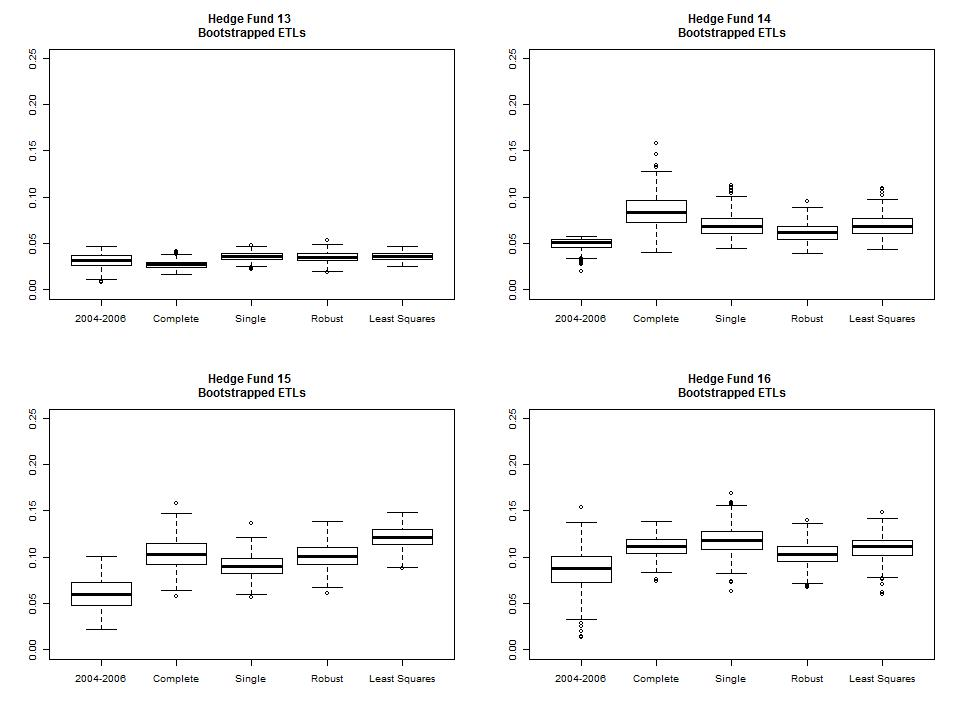 Hedge Fund 13
Bootstrapped ETLs
0.25
0.20
0.15
0.10
0.05
0.00
2004-2006 Complete Single Robust Least Squares
Hedge Fund 14
Bootstrapped ETLs
0.25
0.20
0.15
0.10
0.05
0.00
2004-2006 Complete Single Robust Least Squares
Hedge Fund 15
Bootstrapped ETLs
0.25
0.20
0.15
0.10
0.05
0.00
2004-2006 Complete Single Robust Least Squares
Hedge Fund 16
Bootstrapped ETLs
0.25
0.20
0.15
0.10
0.05
0.00
2004-2006 Complete Single Robust Least Squares